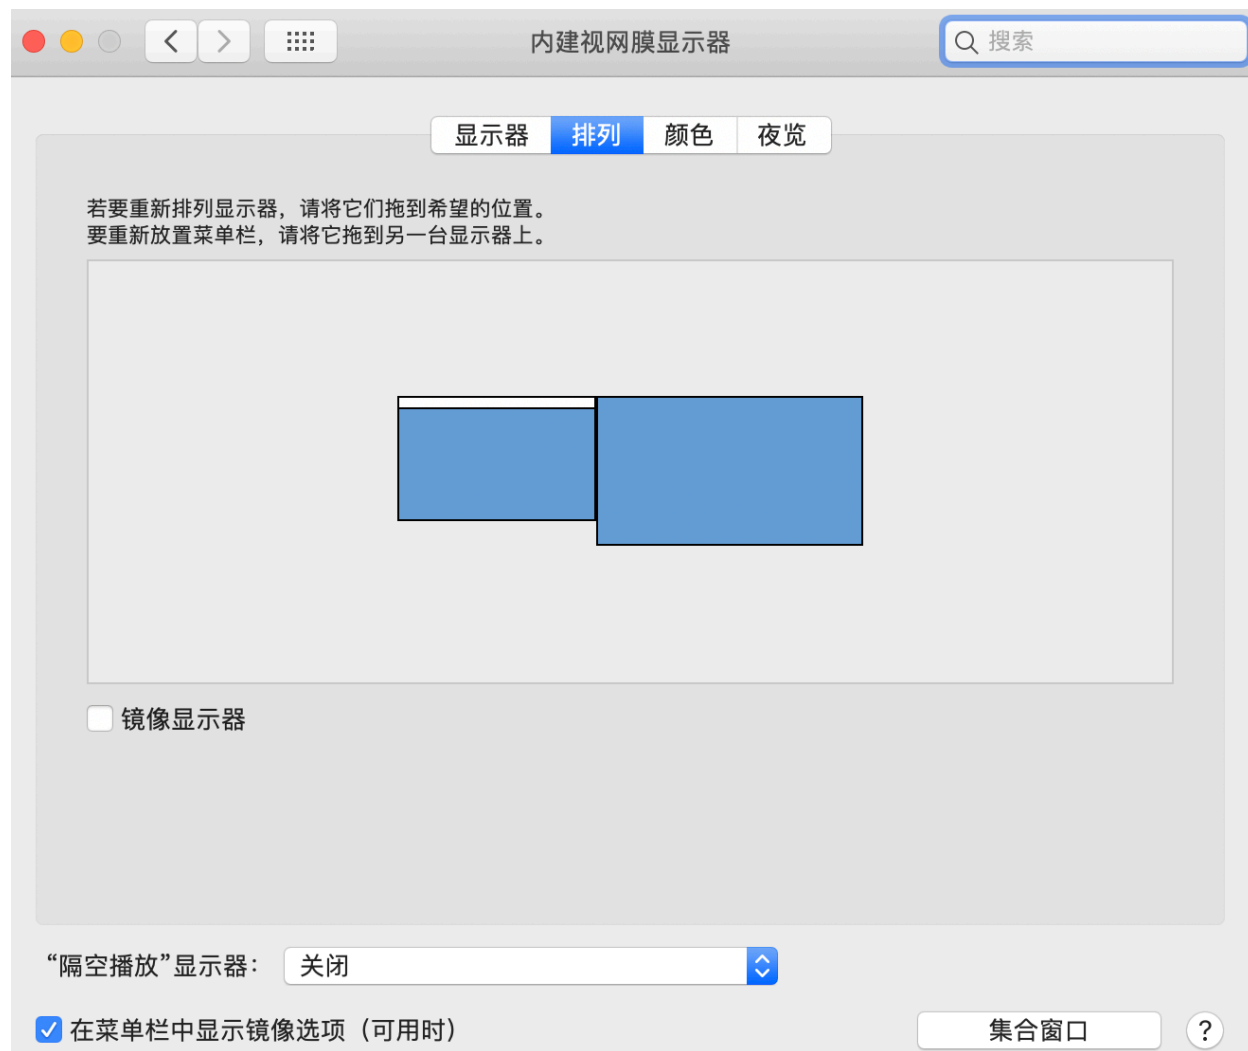 内建视网膜显示器
搜索
显示器
排列
颜色
夜览
若要重新排列显示器，请将它们拖到希望的位置。
要重新放置菜单栏，请将它拖到另一台显示器上。
镜像显示器
“隔空播放”显示器：
关闭
在菜单栏中显示镜像选项（可用时）
集合窗口
?